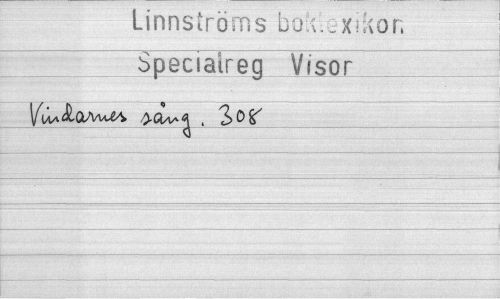 Linnströms boklexikon
Specialreg Visor
Vindarnes sång. 308